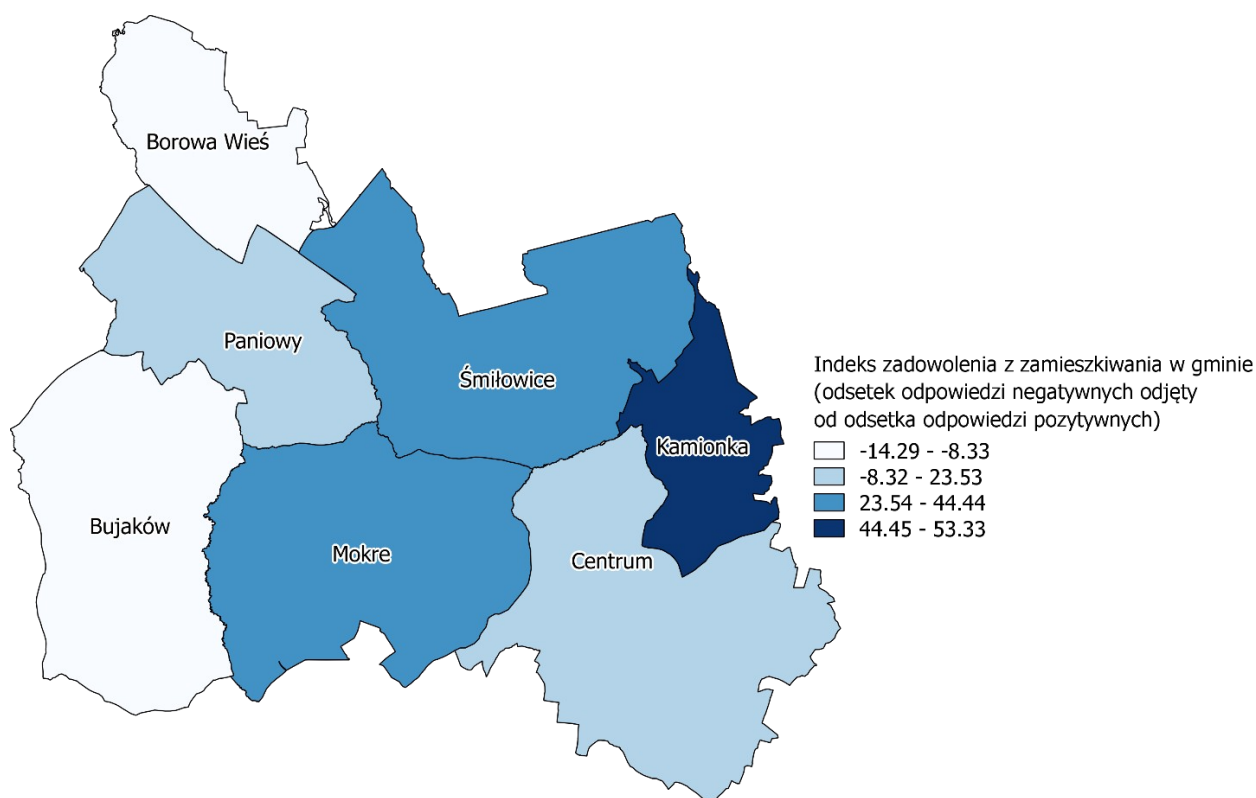 Borowa Wieś
Paniowy
Śmiłowice
Kamionka
Bujaków
Mokre
Centrum
Indeks zadowolenia z zamieszkiwania w gminie
(odsetek odpowiedzi negatywnych odjęty
od odsetka odpowiedzi pozytywnych)
-14.29 - -8.33
-8.32 - 23.53
23.54 - 44.44
44.45 - 53.33